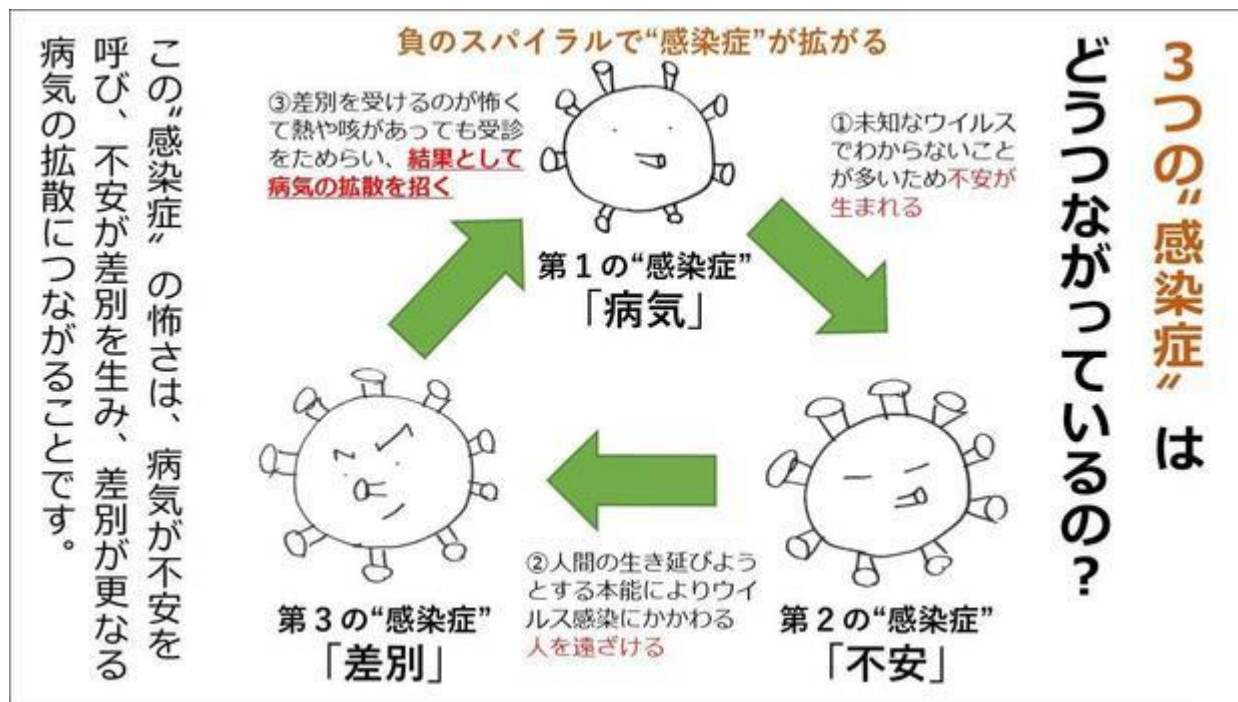 3つの“感染症”は
どうつながっているの?
負のスパイラルで“感染症”が拡がる
①未知なウイルス
でわからないこと
が多いため不安が
生まれる
第1の“感染症”
「病気」
②人間の生き延びよう
とする本能によりウイ
ルス感染にかかわる
人を遠ざける
第2の“感染症”
「不安」
③差別を受けるのが怖く
て熱や咳があっても受診
をためらい、結果として
病気の拡散を招く
第3の“感染症”
「差別」
この“感染症”の怖さは、病気が不安を
呼び、不安が差別を生み、差別が更なる
病気の拡散につながることです。